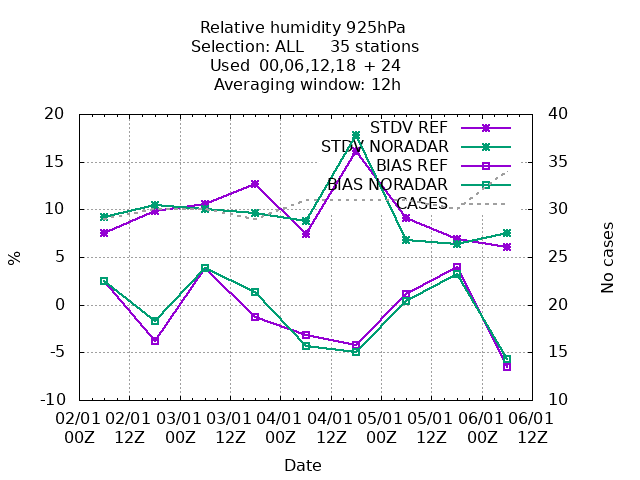 Relative humidity 925hPa
Selection: ALL 35 stations
Used 00,06,12,18 + 24
Averaging window: 12h
20 40
STDV REF
STDV NORADAR
15 35
BIAS REF
BIAS NORADAR
CASES
10 30
5 25
%
No cases
0 20
-5 15
-10 10
02/01 02/01 03/01 03/01 04/01 04/01 05/01 05/01 06/01 06/01
00Z 12Z 00Z 12Z 00Z 12Z 00Z 12Z 00Z 12Z
Date